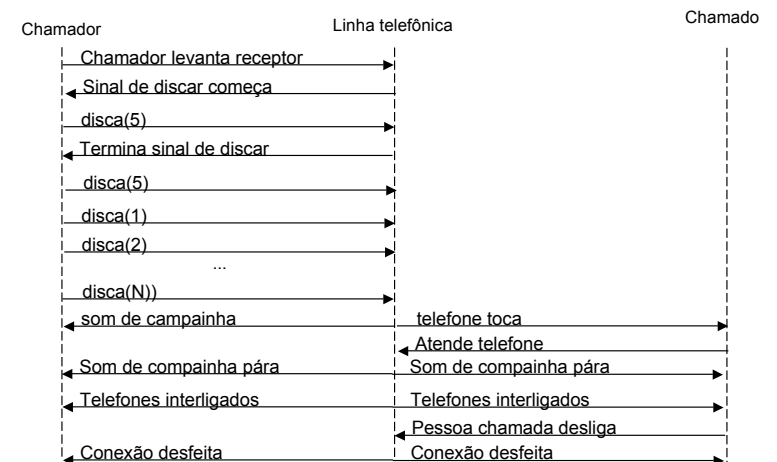 Chamador
Linha telefônica
Chamado
Chamador levanta receptor
Sinal de discar começa
disca(5)
Termina sinal de discar
disca(5)
disca(1)
disca(2)
...
disca(N))
som de campainha
telefone toca
Atende telefone
Som de compainha pára
Som de compainha pára
Telefones interligados
Telefones interligados
Pessoa chamada desliga
Conexão desfeita
Conexão desfeita